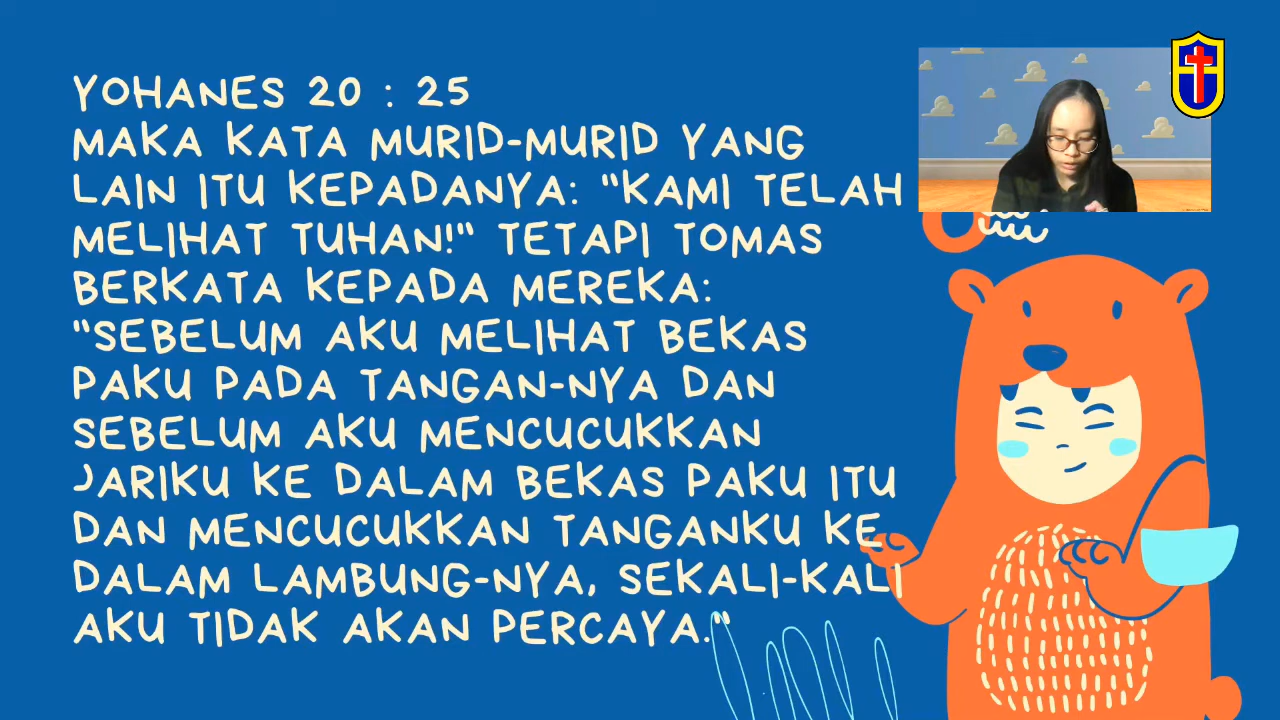 YOHANES 20 : 25
MAKA KATA MURID-MURID YANG
LAIN ITU KEPADANYA: "KAMI TELAH
MELIHAT TUHAN!" TETAPI TOMAS
BERKATA KEPADA MEREKA:
"SEBELUM AKU MELIHAT BEKAS
PAKU PADA TANGAN-NYA DAN
SEBELUM AKU MENCUCUKKAN
JARIKU KE DALAM BEKAS PAKU ITU
DAN MENCUCUKKAN TANGANKU KE
DALAM LAMBUNG-NYA, SEKALI-KALI
AKU TIDAK AKAN PERCAYA."